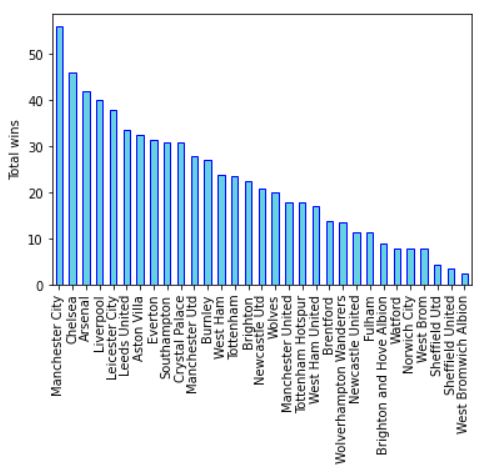 Total wins
50
40
30
20
10
0
Manchester City
Chelsea
Arsenal
Liverpool
Leicester City
Leeds United
Aston Villa
Everton
Southampton
Crystal Palace
Manchester Utd
Burnley
West Ham
Tottenham
Brighton
Newcastle Utd
Wolves
Manchester United
Tottenham Hotspur
West Ham United
Brentford
Wolverhampton Wanderers
Newcastle United
Fulham
Brighton and Hove Albion
Watford
Norwich City
West Brom
Sheffield Utd
Sheffield United
West Bromwich Albion